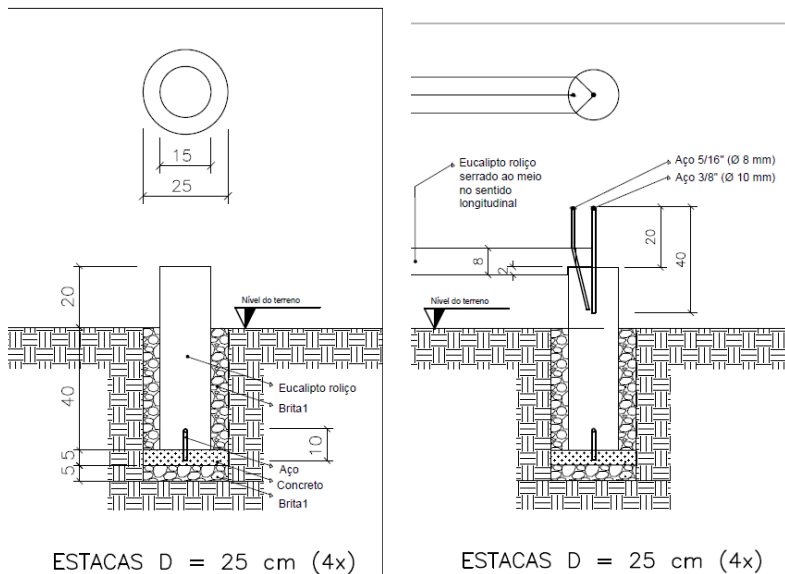 15
25
20
40
5
5
10
Nível do terreno
Eucalipto roliço
Brita1
Aço
Concreto
Brita1
ESTACAS D = 25 cm (4x)
Eucalipto roliço
serrado ao meio
no sentido
longitudinal
Aço 5/16" (Ø 8 mm)
Aço 3/8" (Ø 10 mm)
8
2
20
40
Nível do terreno
ESTACAS D = 25 cm (4x)